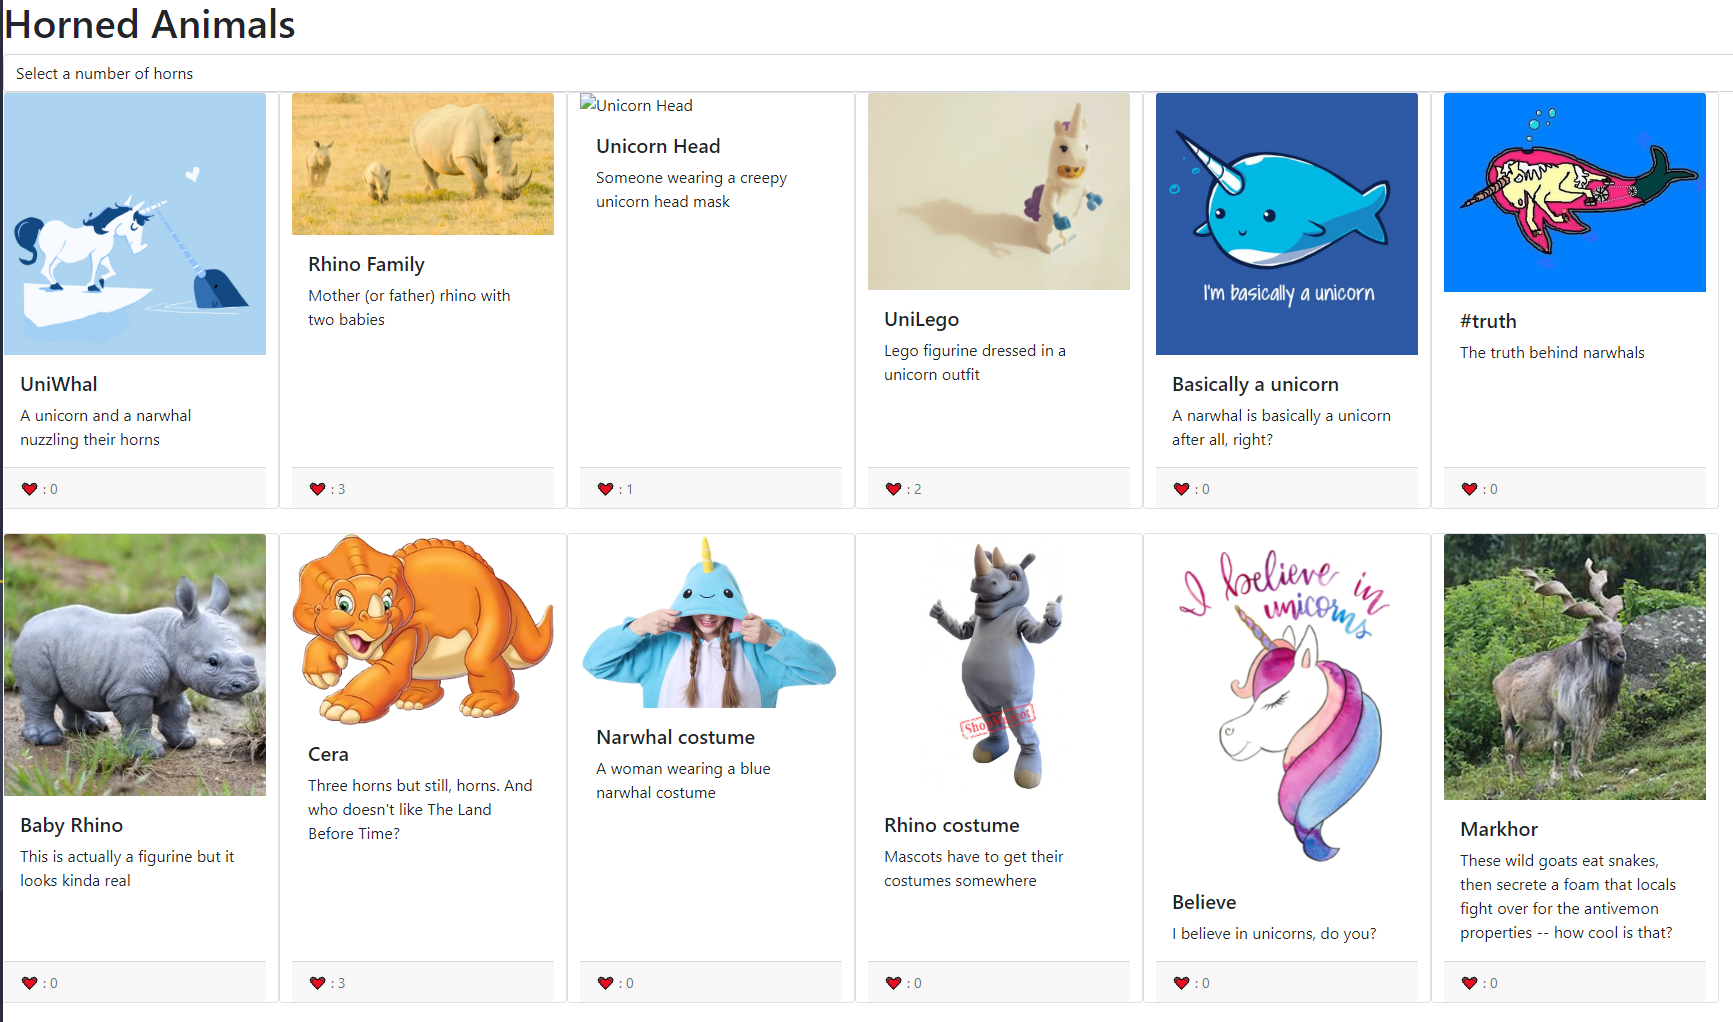 Horned Animals
Select a number of horns
Unicorn Head
I'm basically a unicorn
UniWhal
A unicorn and a narwhal
nuzzling their horns
: 0
Rhino Family
Mother (or father) rhino with
two babies
: 3
Unicorn Head
Someone wearing a creepy
unicorn head mask
: 1
UniLego
Lego figurine dressed in a
unicorn outfit
: 2
Basically a unicorn
A narwhal is basically a unicorn
after all, right?
: 0
#truth
The truth behind narwhals
: 0
I believe in
unicorns
ShopMascot
Baby Rhino
This is actually a figurine but it
looks kinda real
: 0
Cera
Three horns but still, horns. And
who doesn't like The Land
Before Time?
: 3
Narwhal costume
A woman wearing a blue
narwhal costume
: 0
Rhino costume
Mascots have to get their
costumes somewhere
: 0
Believe
I believe in unicorns, do you?
: 0
Markhor
These wild goats eat snakes,
then secrete a foam that locals
fight over for the antivemon
properties -- how cool is that?
: 0